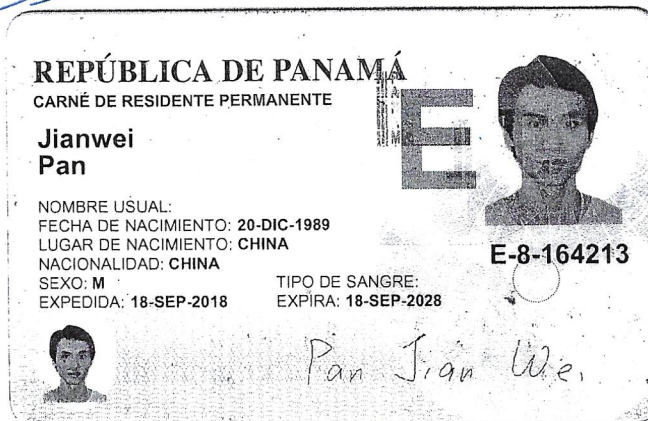 REPÚBLICA DE PANAMÁ
CARNÉ DE RESIDENTE PERMANENTE
Jianwei
Pan
E
NOMBRE USUAL:
FECHA DE NACIMIENTO: 20-DIC-1989
LUGAR DE NACIMIENTO: CHINA
NACIONALIDAD: CHINA
SEXO: M TIPO DE SANGRE:
EXPEDIDA: 18-SEP-2018 EXPIRA: 18-SEP-2028
E-8-164213
Pan Jian Wei